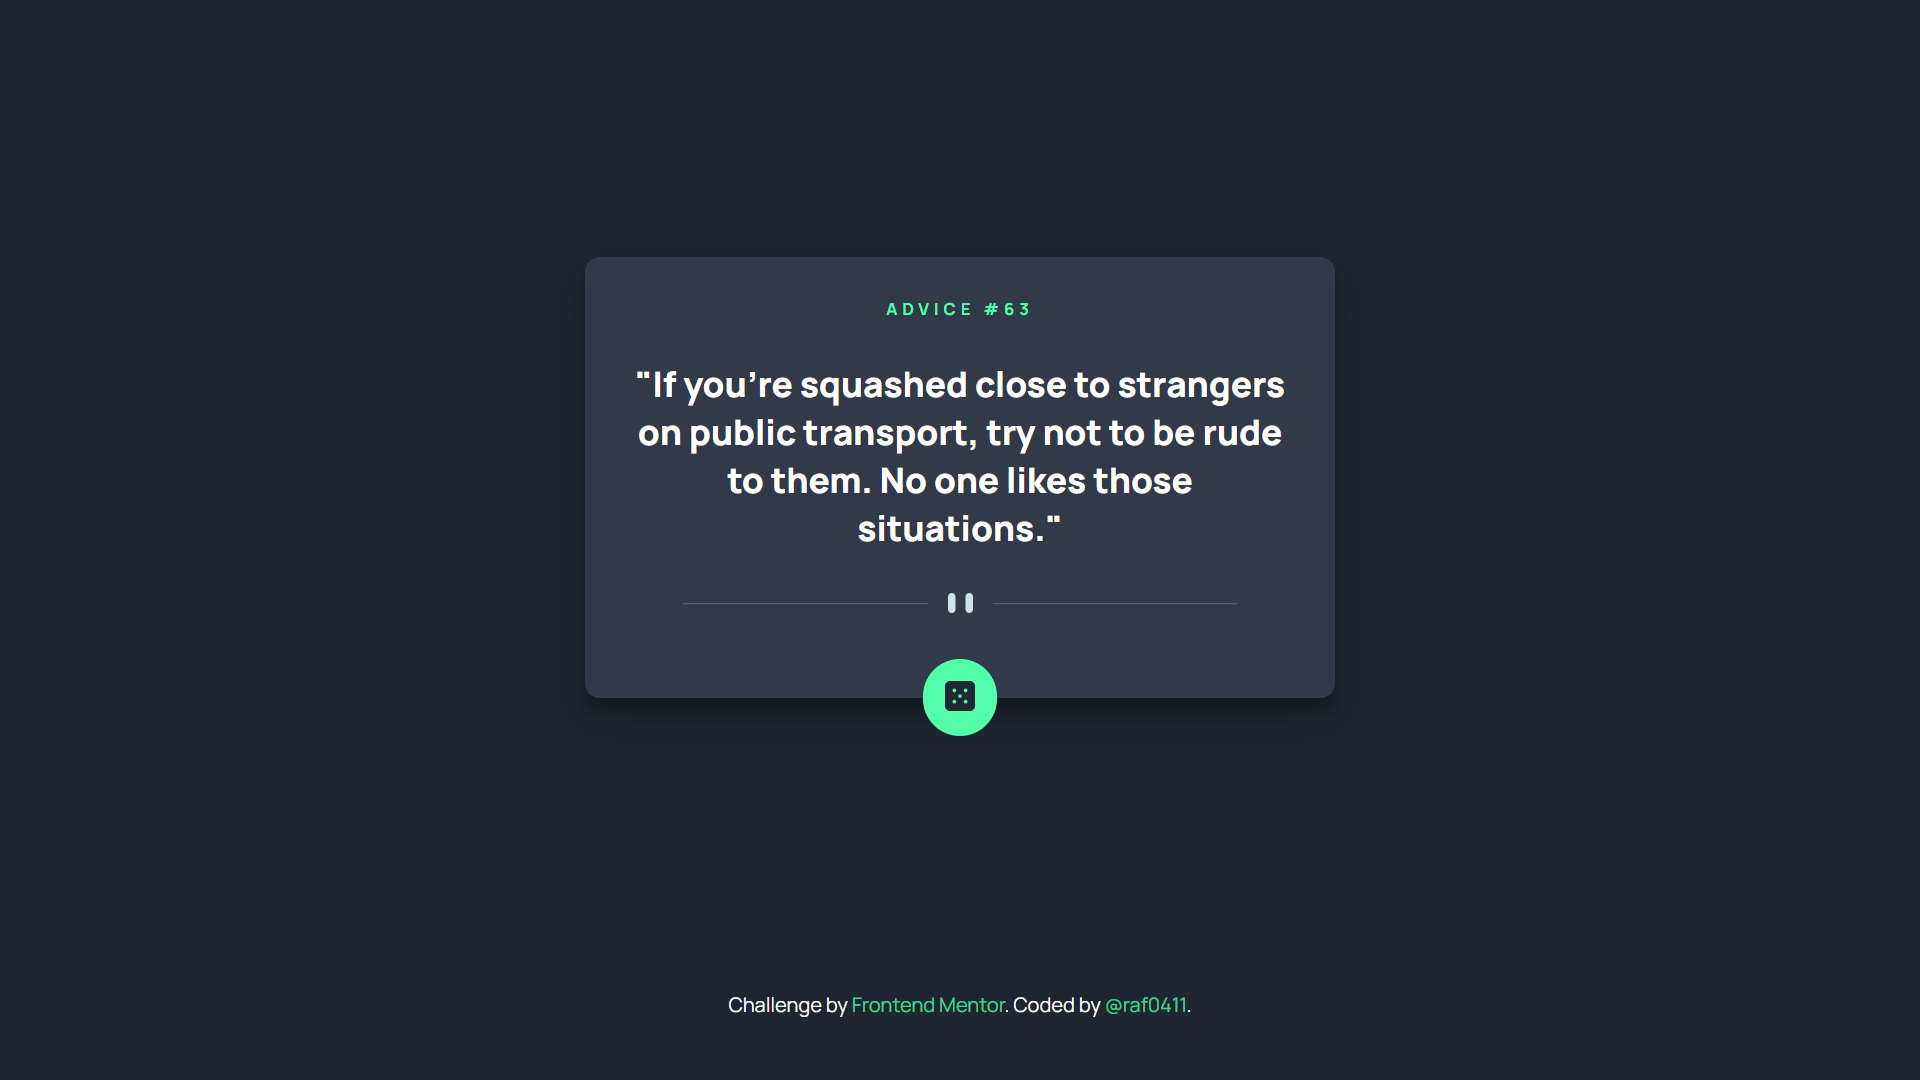 ADVICE #63
"If you’re squashed close to strangers
on public transport, try not to be rude
to them. No one likes those
situations."
Challenge by Frontend Mentor. Coded by @raf0411.